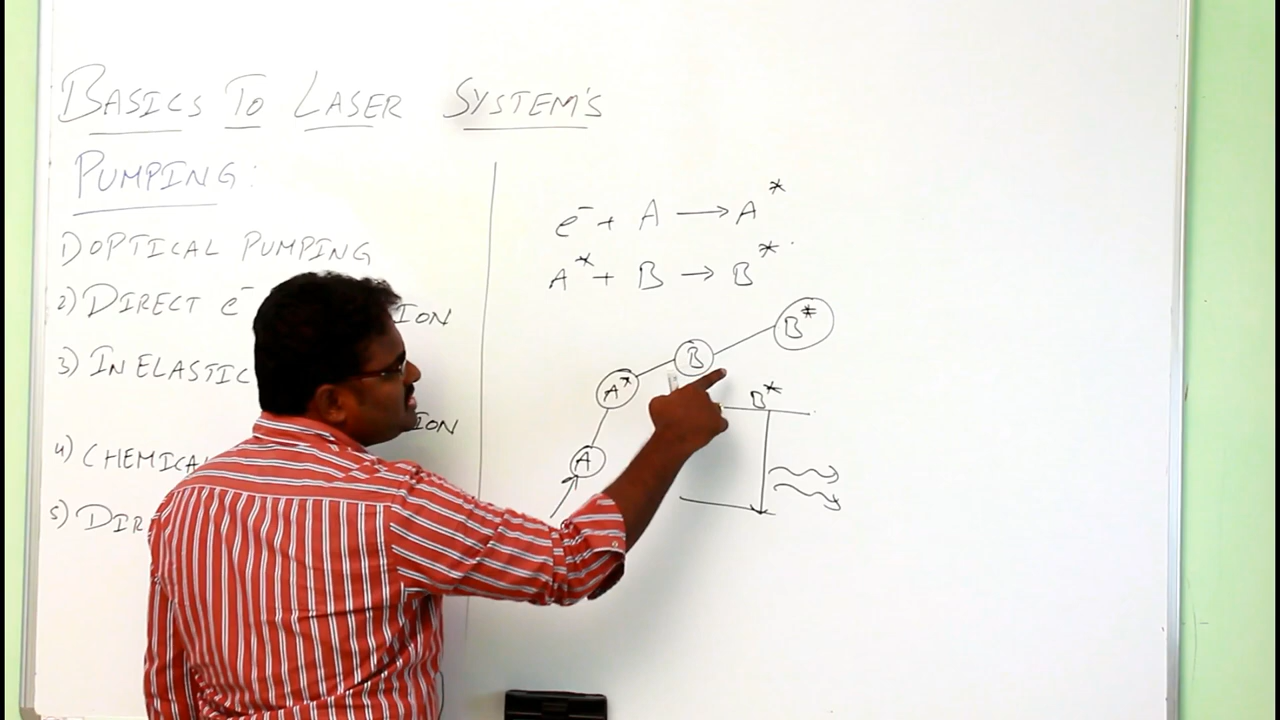 BASICS TO LASER SYSTEM'S
PUMPING:
1) OPTICAL PUMPING
2) DIRECT e⁻ ION
3) INELASTIC
ION
4) CHEMICA
5) DIR
e⁻ + A → A*
A* + B → B*
B*
B
A*
B*
A